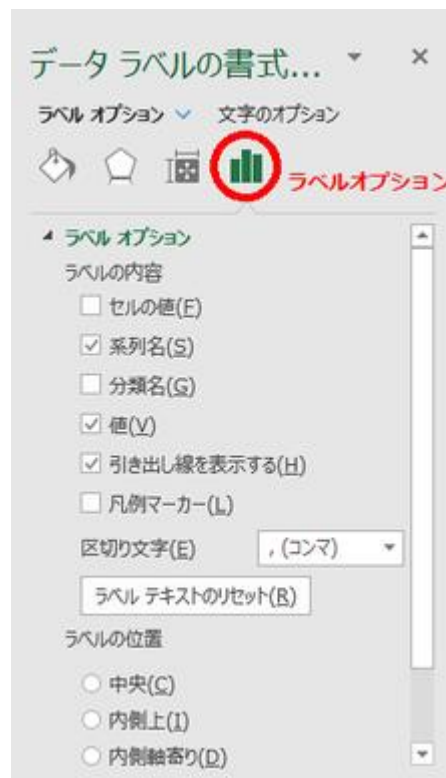 データ ラベルの書式...
ラベル オプション 文字のオプション
ラベルオプション
ラベル オプション
ラベルの内容
セルの値(F)
系列名(S)
分類名(G)
値(V)
引き出し線を表示する(H)
凡例マーカー(L)
区切り文字(E) , (コンマ)
ラベル テキストのリセット(R)
ラベルの位置
中央(C)
内側上(I)
内側軸寄り(D)